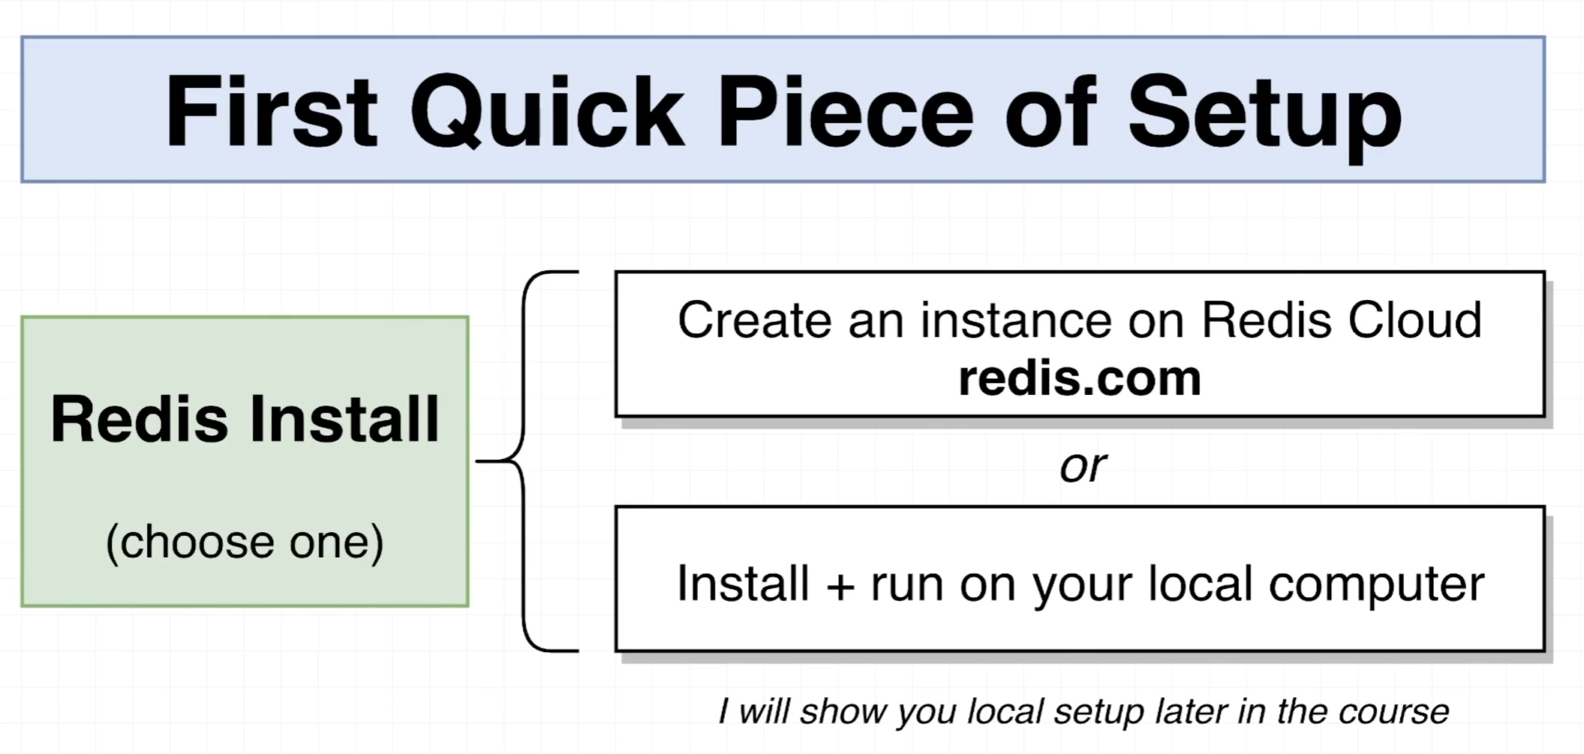 First Quick Piece of Setup
Redis Install
(choose one)
Create an instance on Redis Cloud
redis.com
or
Install + run on your local computer
I will show you local setup later in the course